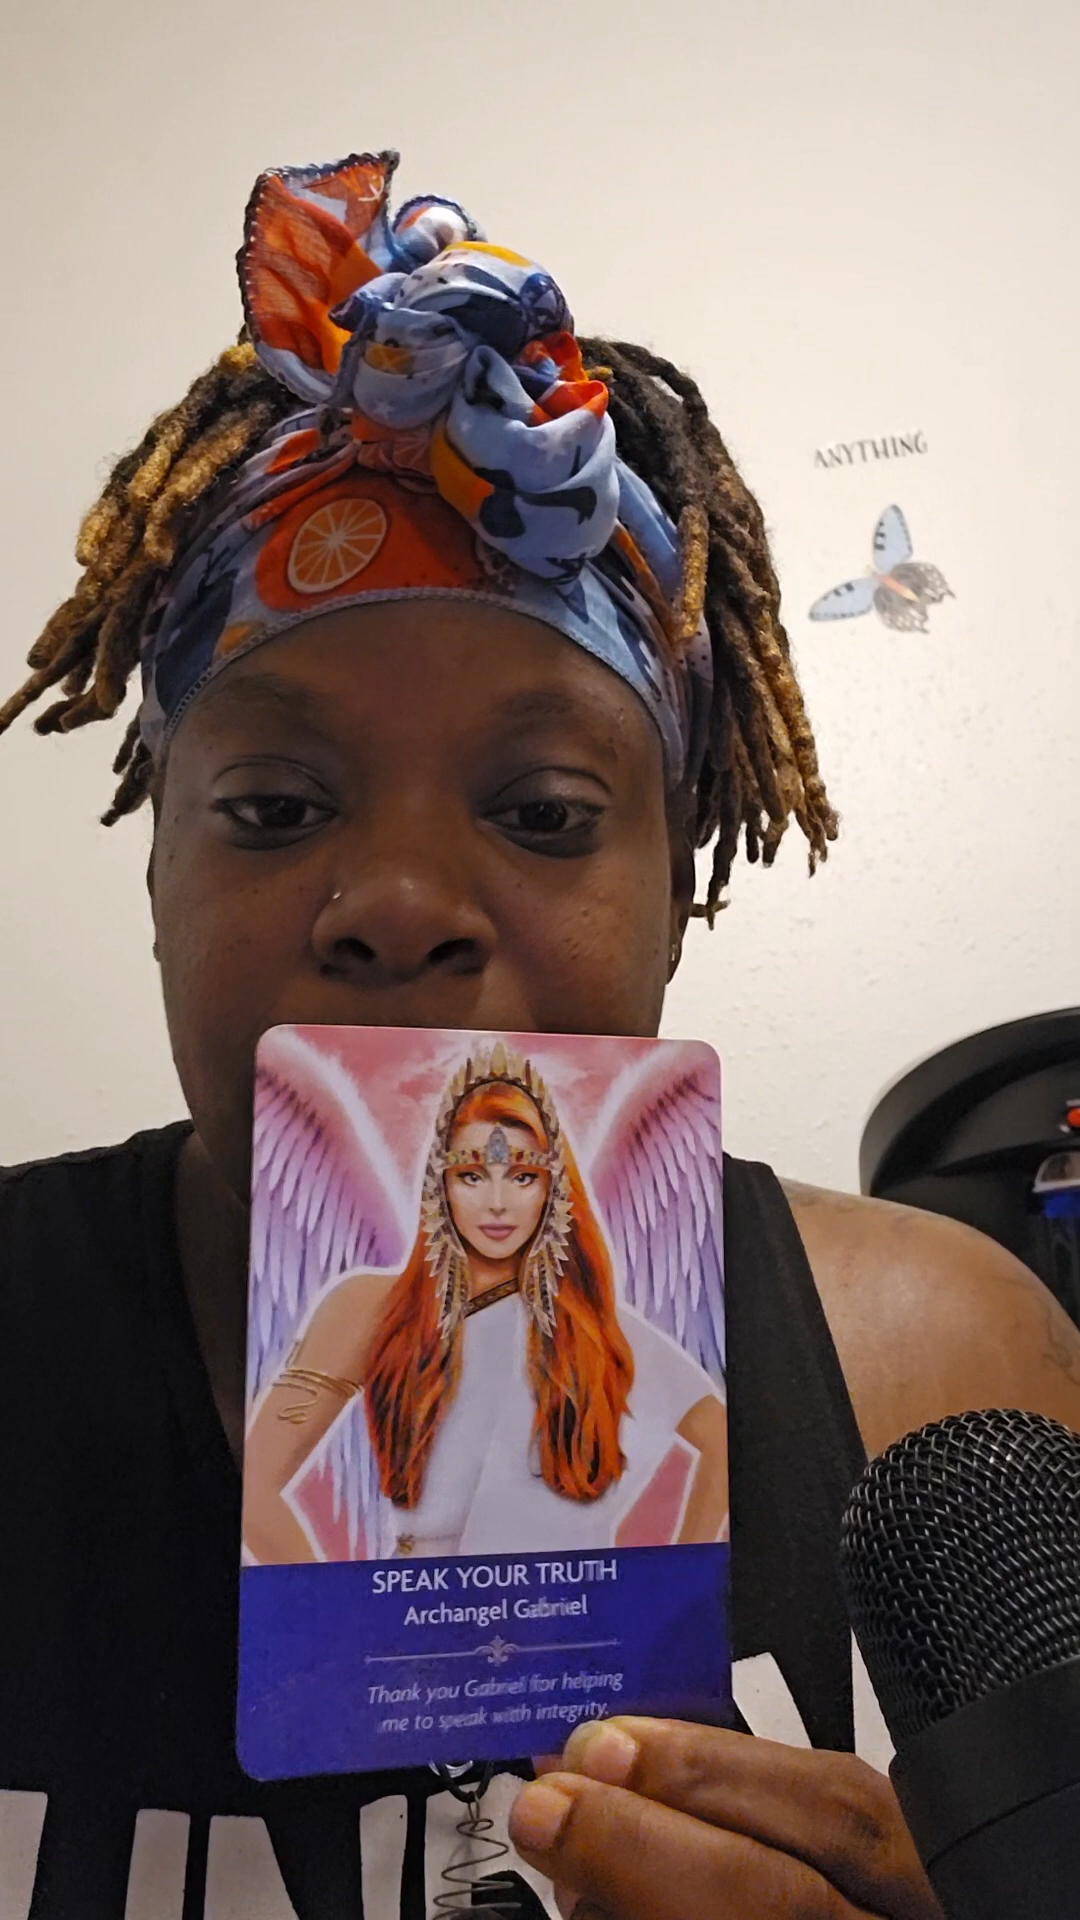 ANYTHING
SPEAK YOUR TRUTH
Archangel Gabriel
Thank you Gabriel for helping
me to speak with integrity.